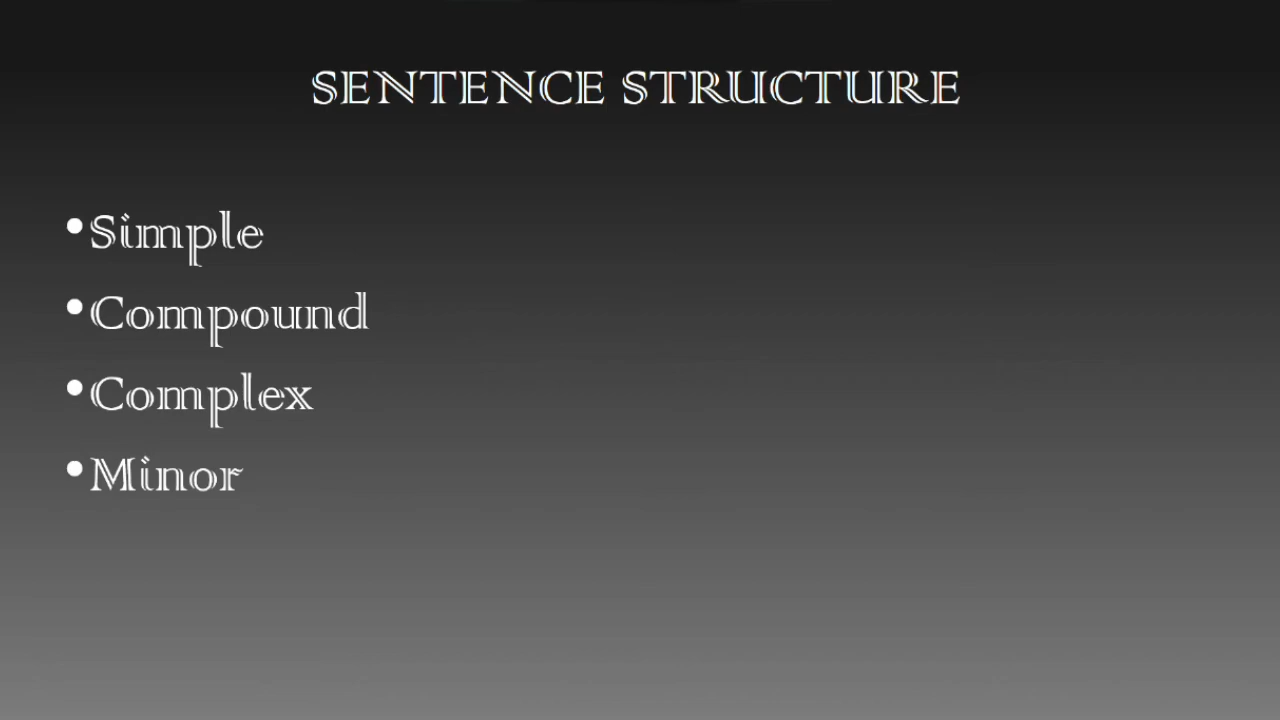 SENTENCE STRUCTURE
•Simple
•Compound
•Complex
•Minor